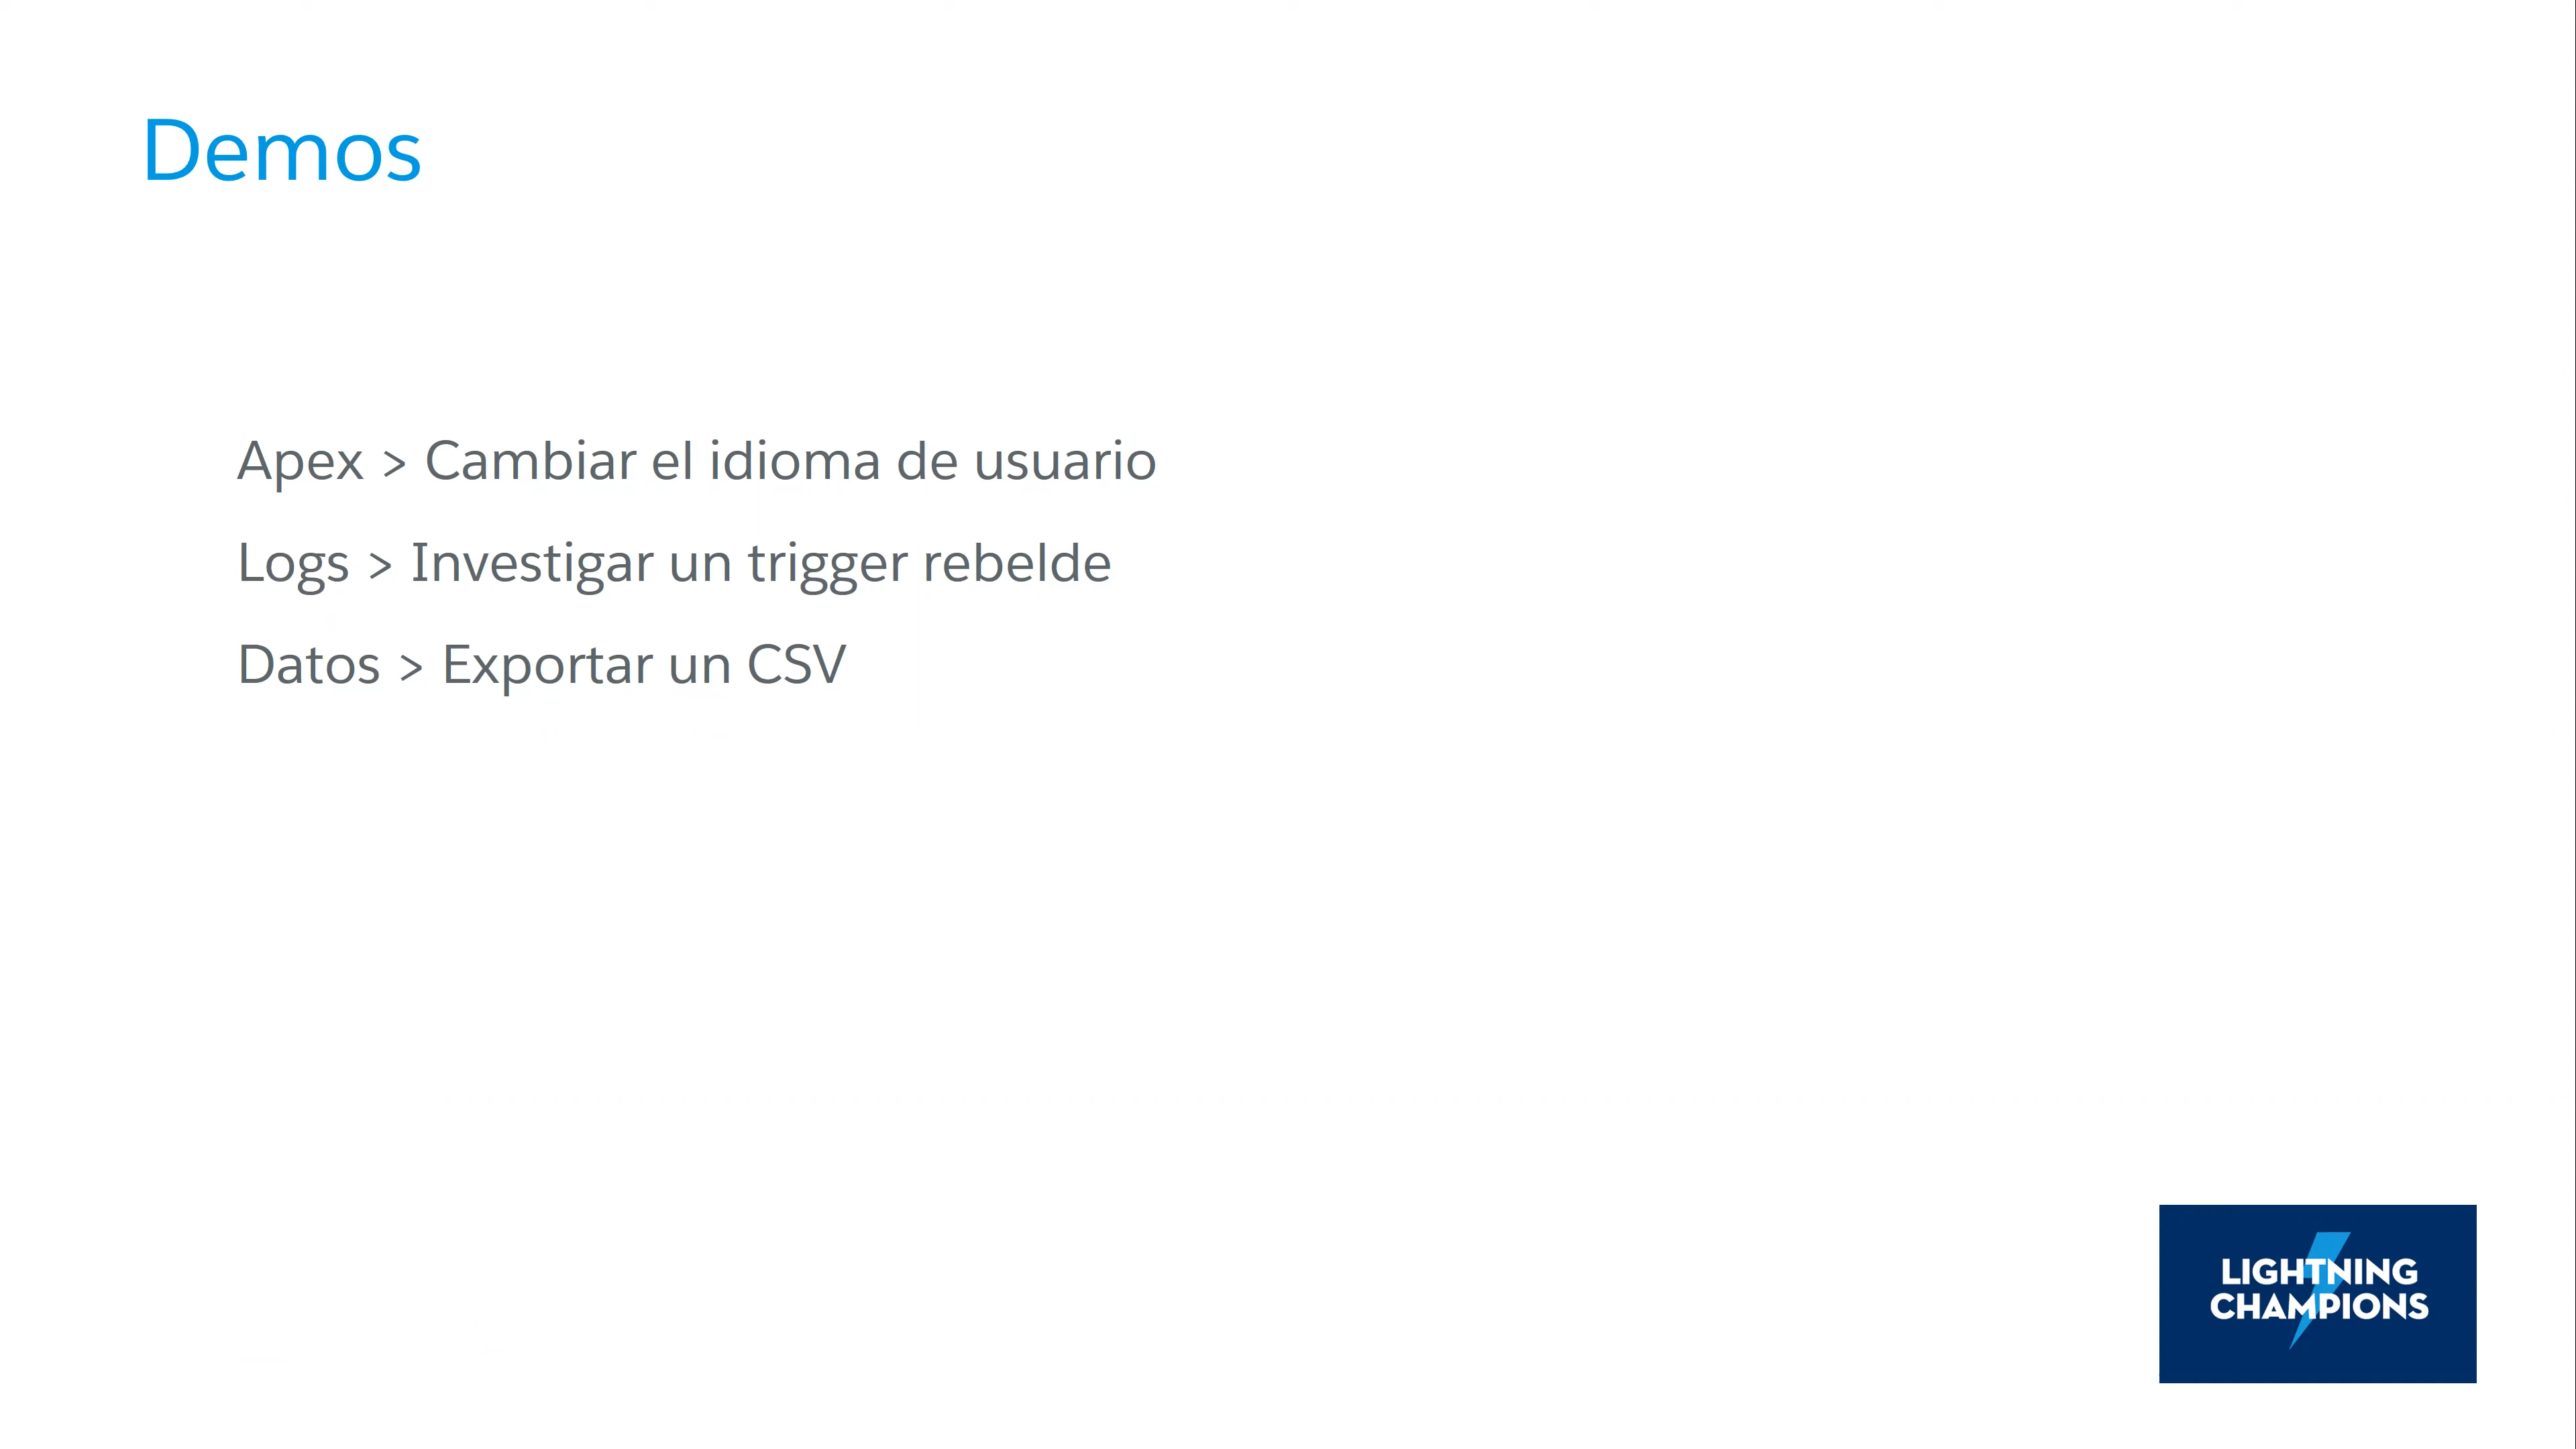 Demos
Apex > Cambiar el idioma de usuario
Logs > Investigar un trigger rebelde
Datos > Exportar un CSV
LIGHTNING
CHAMPIONS